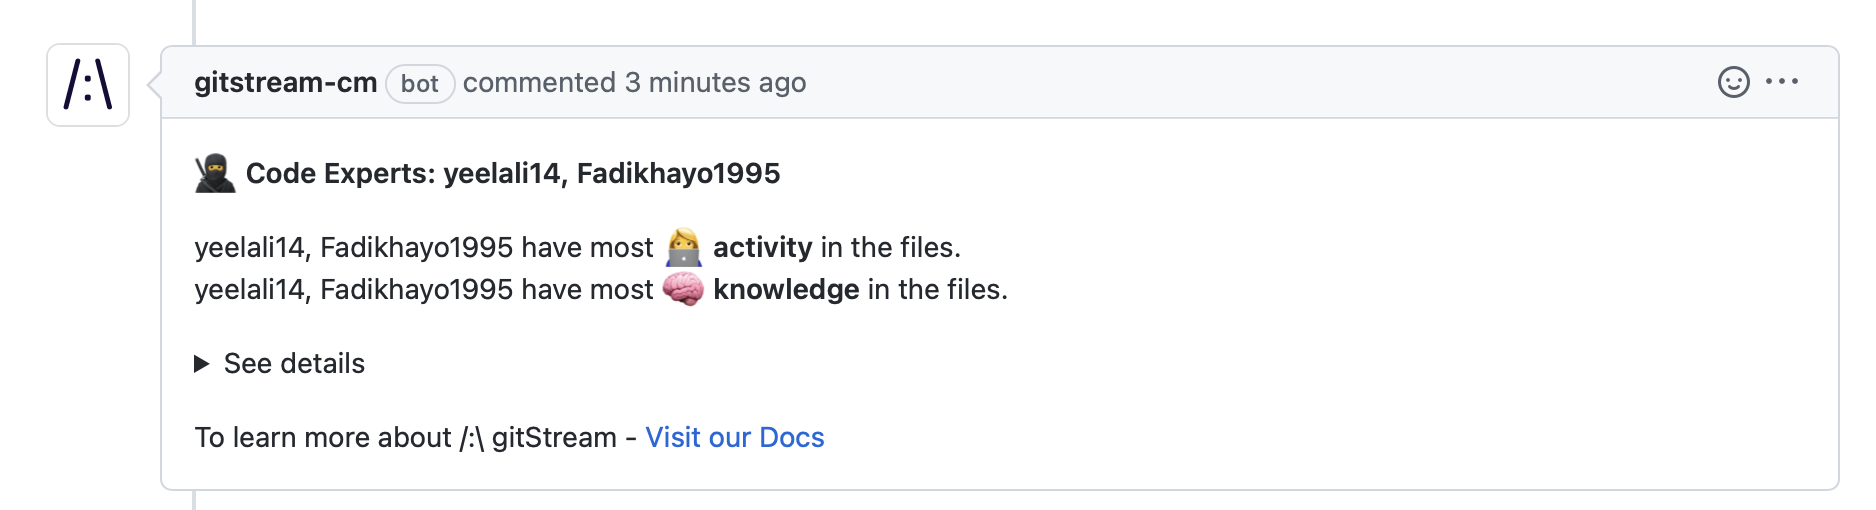 /:\
gitstream-cm bot commented 3 minutes ago
🥷 Code Experts: yeelali14, Fadikhayo1995
yeelali14, Fadikhayo1995 have most 👩‍💻 activity in the files.
yeelali14, Fadikhayo1995 have most 🧠 knowledge in the files.
▶ See details
To learn more about /:\ gitStream - Visit our Docs